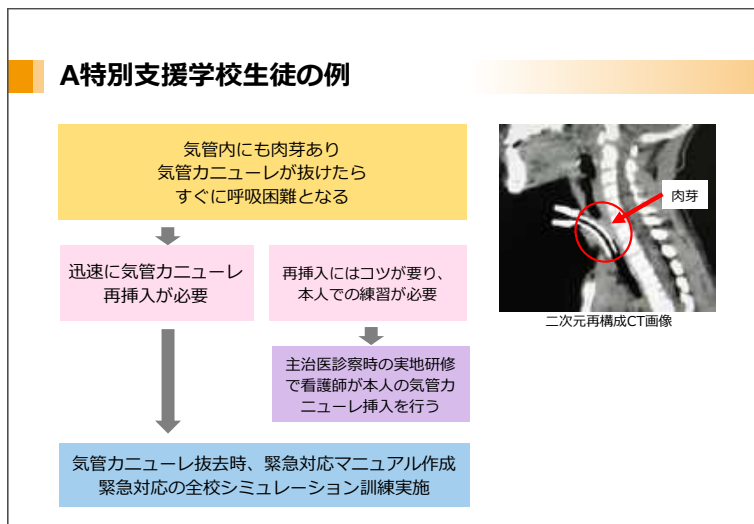 A特別支援学校生徒の例
気管内にも肉芽あり
気管カニューレが抜けたら
すぐに呼吸困難となる
迅速に気管カニューレ
再挿入が必要
再挿入にはコツが要り、
本人での練習が必要
主治医診察時の実地研修
で看護師が本人の気管カ
ニューレ挿入を行う
気管カニューレ抜去時、緊急対応マニュアル作成
緊急対応の全校シミュレーション訓練実施
肉芽
二次元再構成CT画像